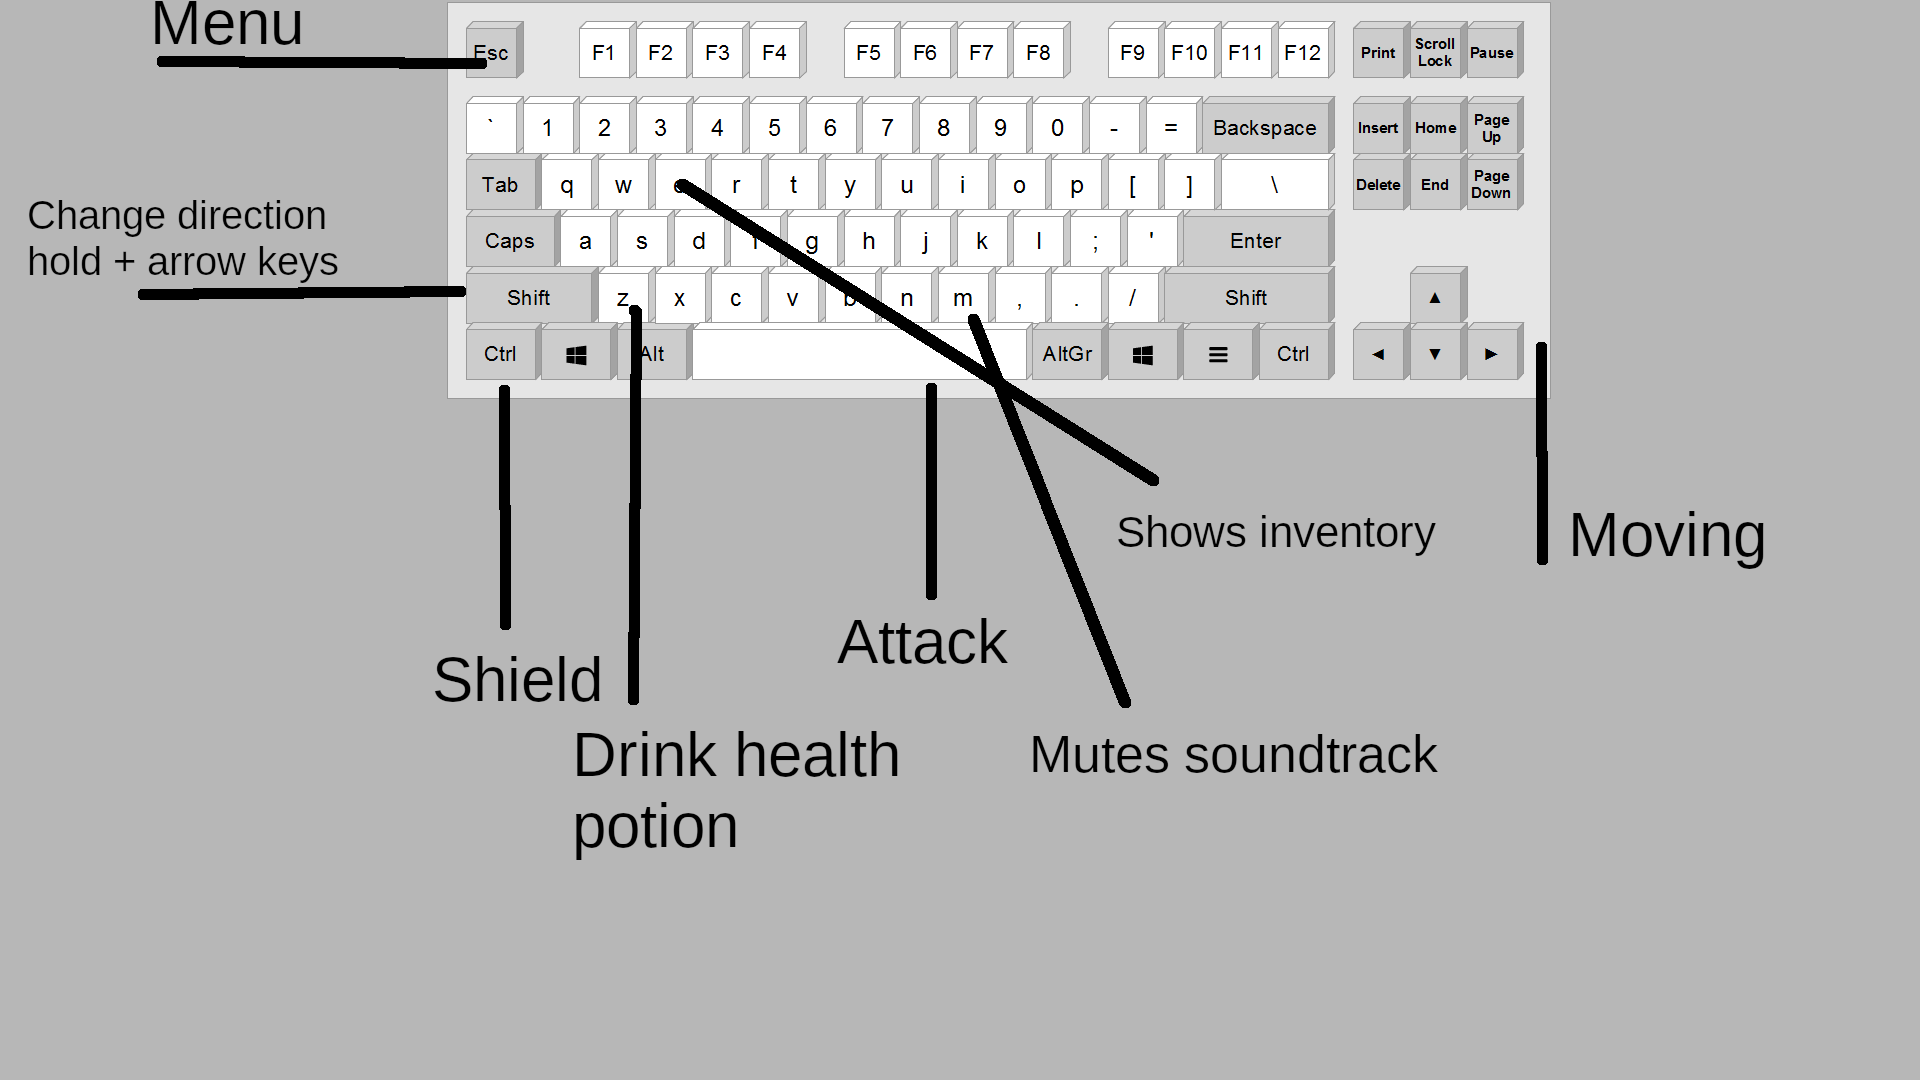 Menu
Esc F1 F2 F3 F4 F5 F6 F7 F8 F9 F10 F11 F12 Print Scroll Lock Pause
` 1 2 3 4 5 6 7 8 9 0 - = Backspace Insert Home Page Up
Tab q w e r t y u i o p [ ] \ Delete End Page Down
Change direction
hold + arrow keys
Caps a s d f g h j k l ; ' Enter
Shift z x c v b n m , . / Shift ▲
Ctrl Alt AltGr Ctrl ◄ ▼ ►
Shows inventory
Moving
Attack
Shield
Drink health
potion
Mutes soundtrack